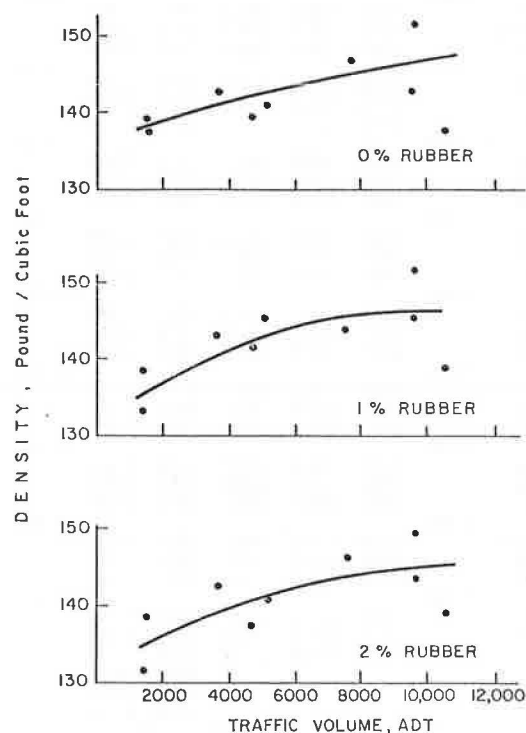 150
140
130
0 % RUBBER
150
140
130
1 % RUBBER
150
140
130
2 % RUBBER
2000 4000 6000 8000 10,000 12,000
TRAFFIC VOLUME, ADT
DENSITY, Pound / Cubic Foot